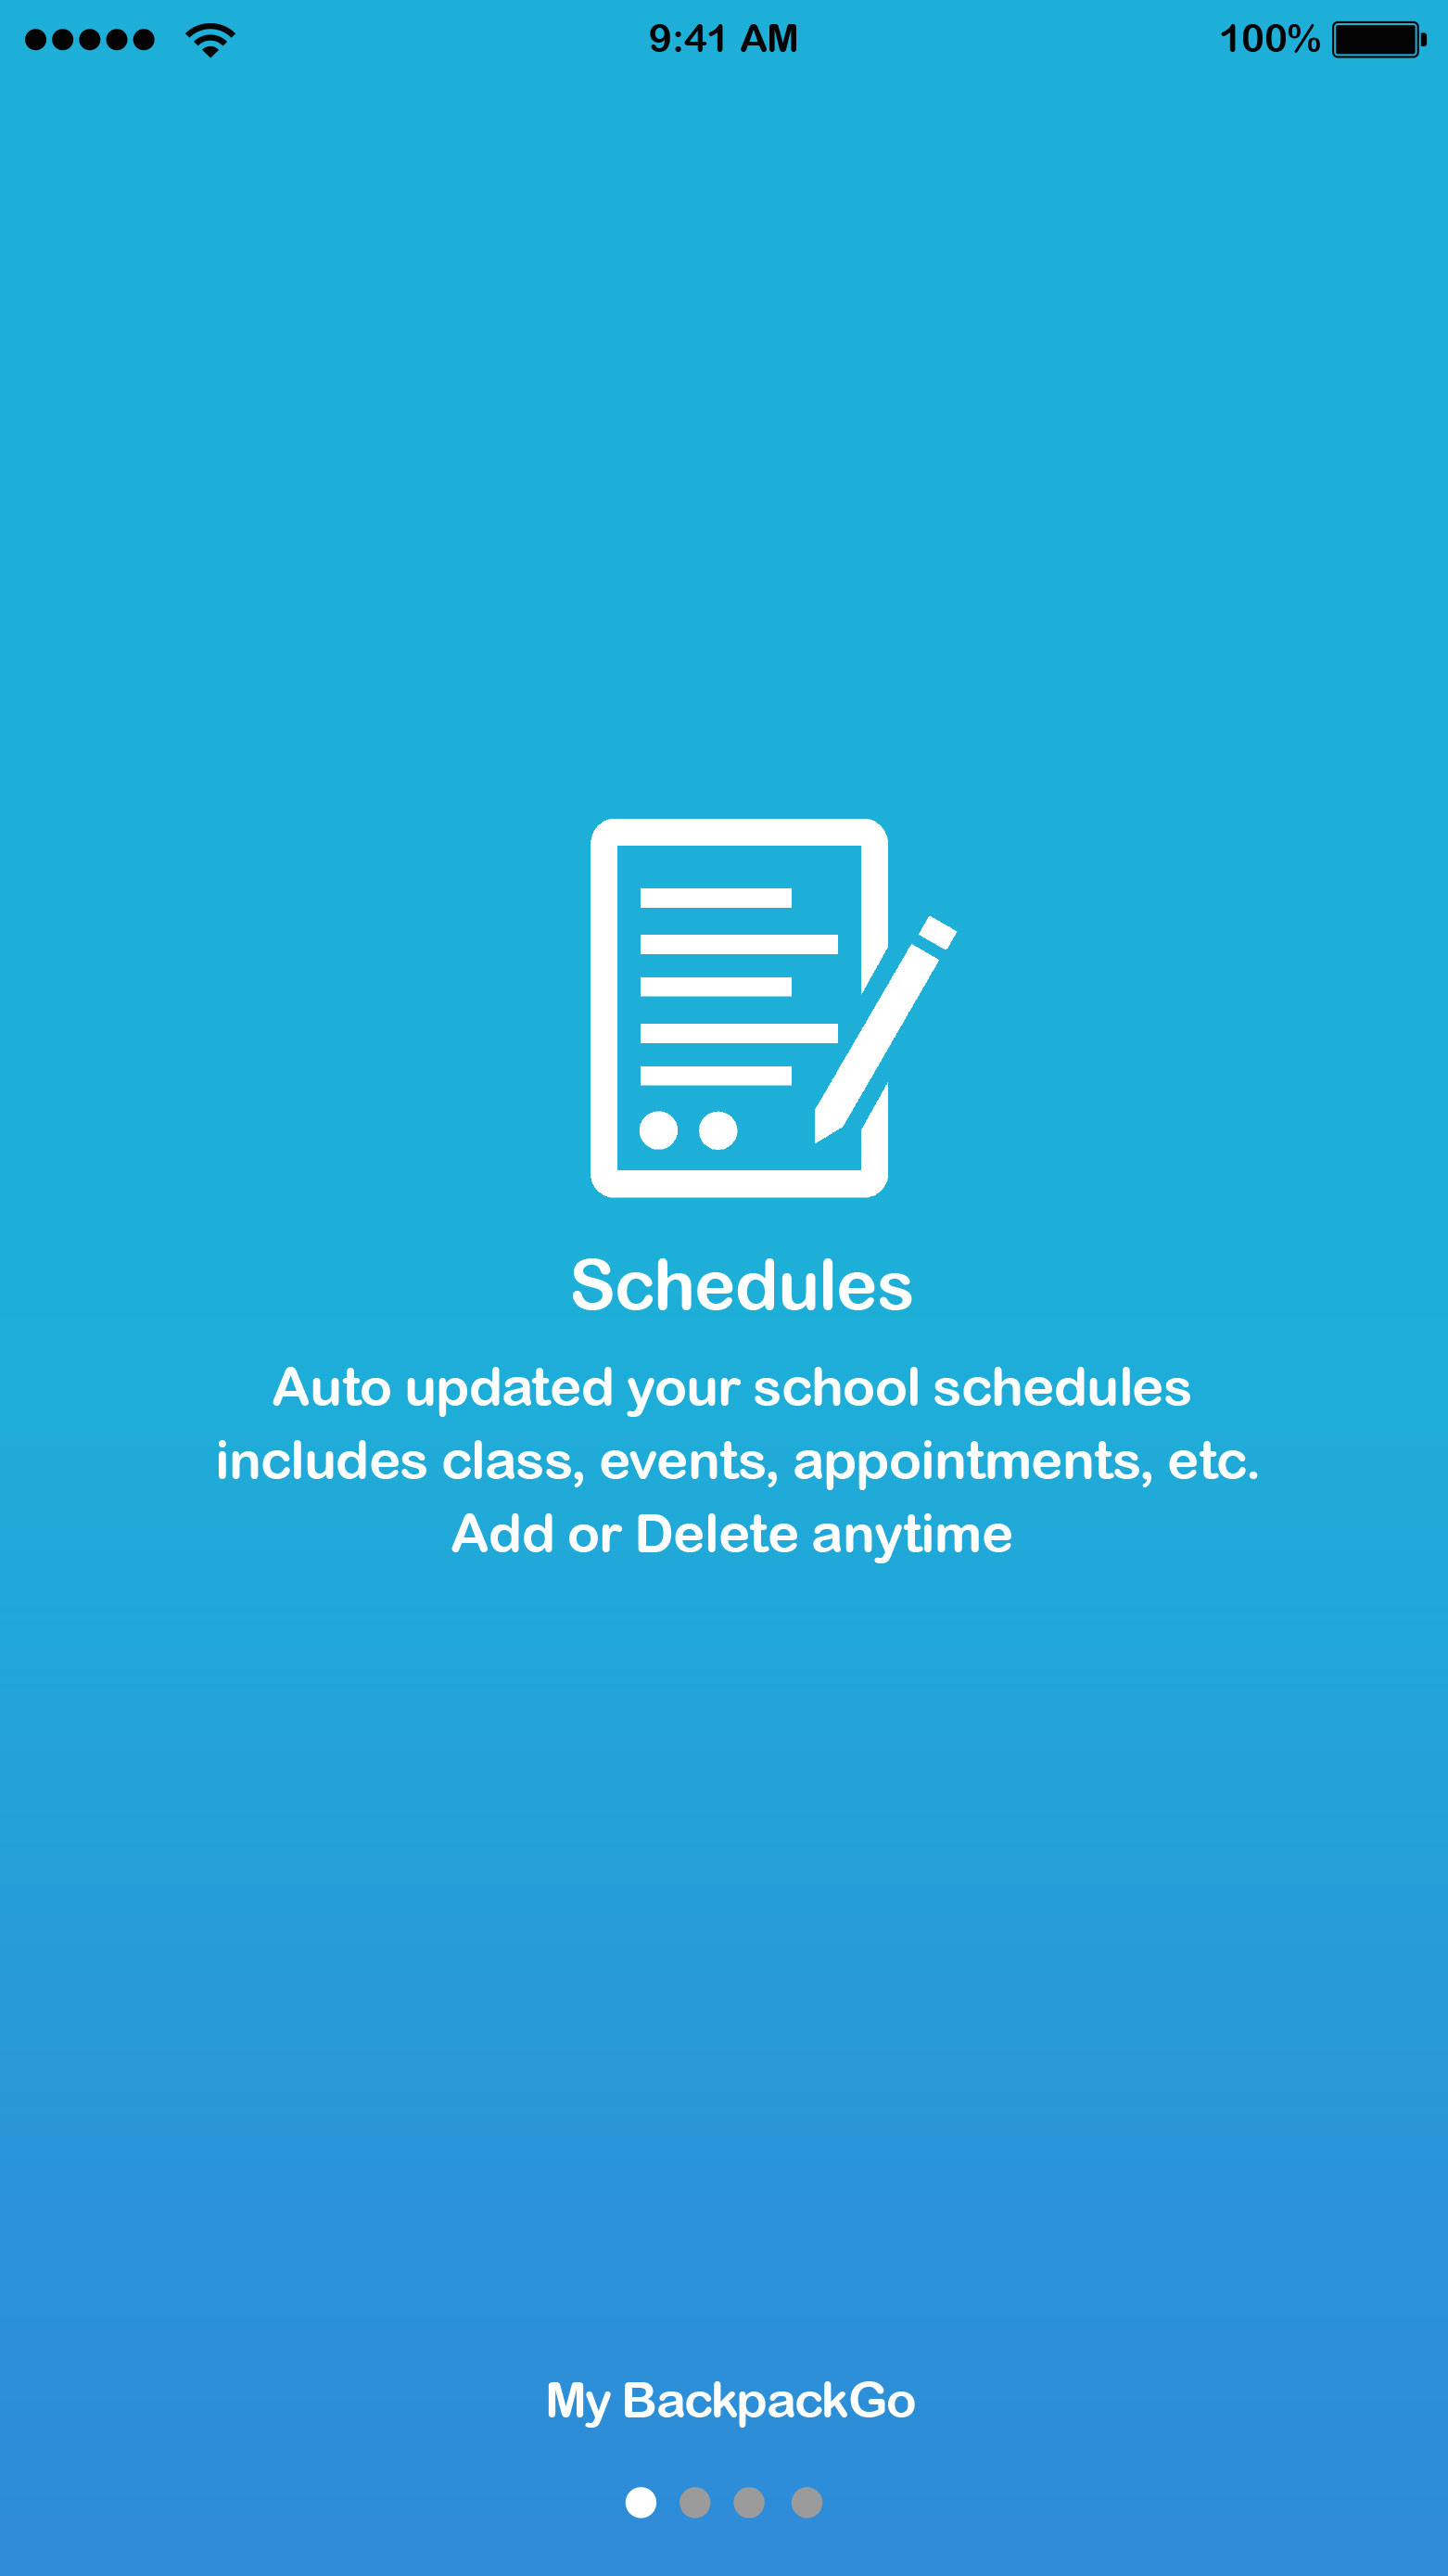 9:41 AM
100%
Schedules
Auto updated your school schedules
includes class, events, appointments, etc.
Add or Delete anytime
My BackpackGo